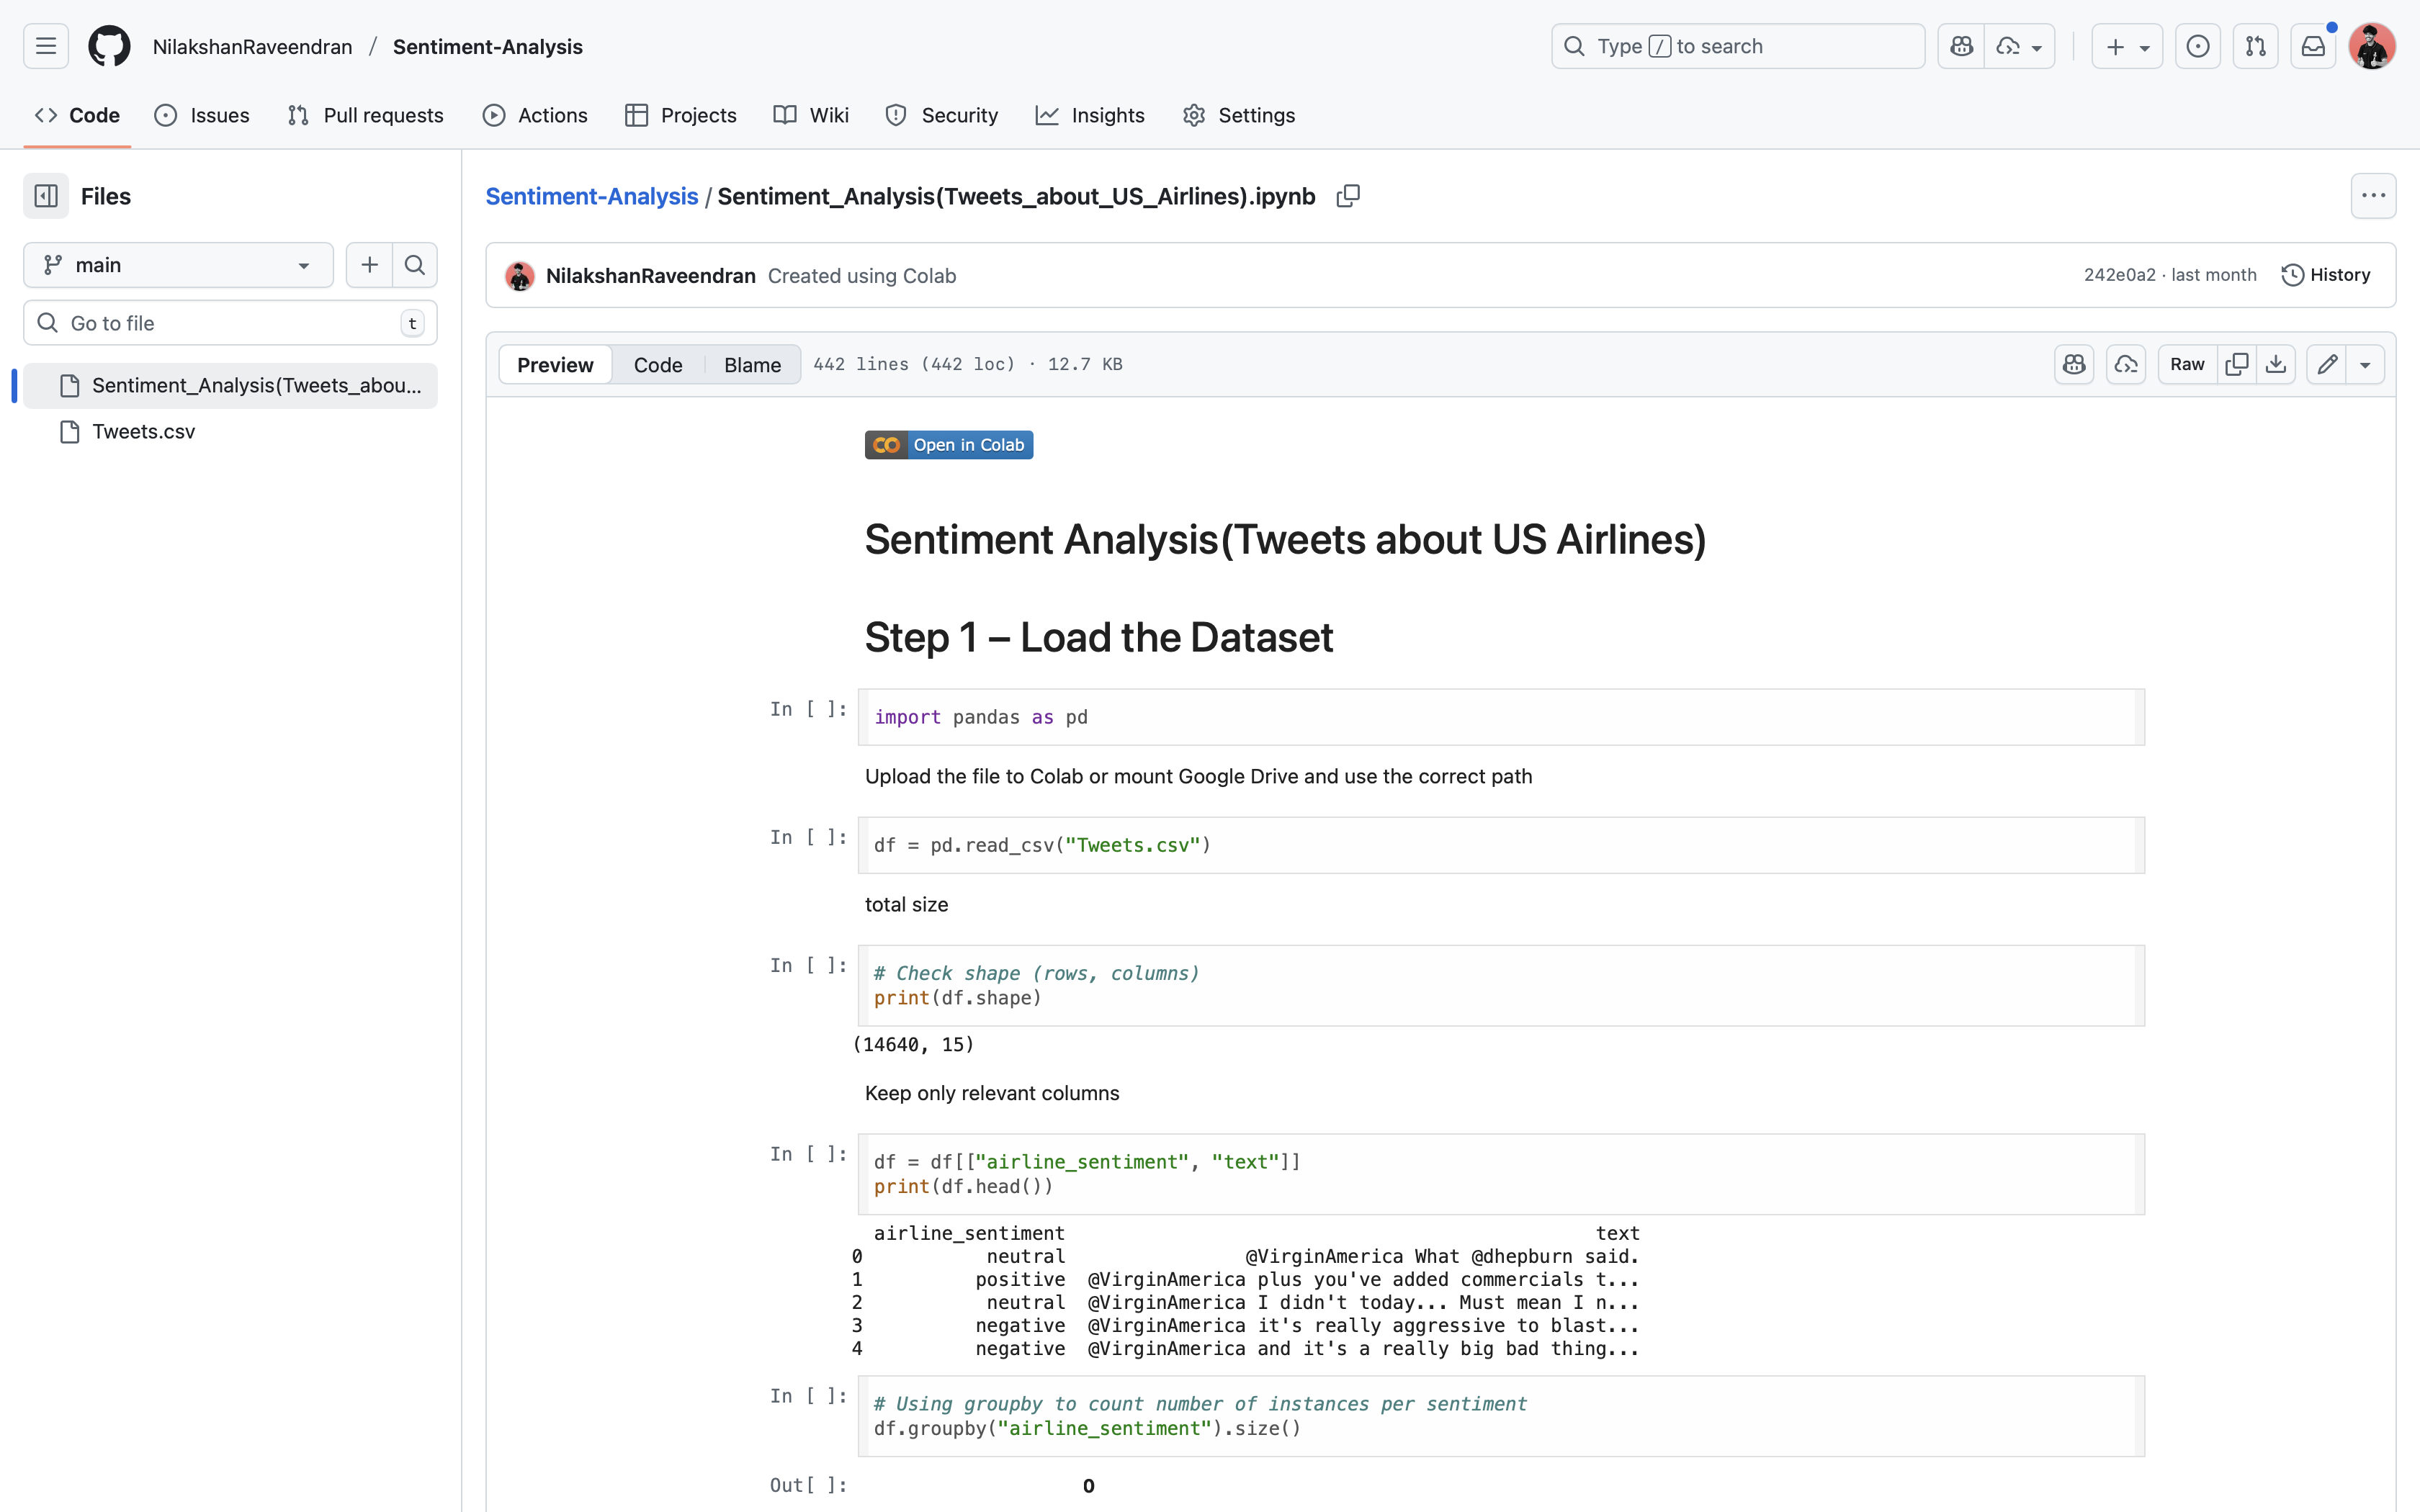 NilakshanRaveendran / Sentiment-Analysis
Type / to search
Code Issues Pull requests Actions Projects Wiki Security Insights Settings
Files
main
Go to file t
Sentiment_Analysis(Tweets_abou...
Tweets.csv
Sentiment-Analysis / Sentiment_Analysis(Tweets_about_US_Airlines).ipynb
NilakshanRaveendran Created using Colab 242e0a2 · last month History
Preview Code Blame 442 lines (442 loc) · 12.7 KB Raw
Open in Colab
Sentiment Analysis(Tweets about US Airlines)
Step 1 – Load the Dataset
In [ ]: import pandas as pd
Upload the file to Colab or mount Google Drive and use the correct path
In [ ]: df = pd.read_csv("Tweets.csv")
total size
In [ ]: # Check shape (rows, columns)
print(df.shape)
(14640, 15)
Keep only relevant columns
In [ ]: df = df[["airline_sentiment", "text"]]
print(df.head())
airline_sentiment text
0 neutral @VirginAmerica What @dhepburn said.
1 positive @VirginAmerica plus you've added commercials t...
2 neutral @VirginAmerica I didn't today... Must mean I n...
3 negative @VirginAmerica it's really aggressive to blast...
4 negative @VirginAmerica and it's a really big bad thing...
In [ ]: # Using groupby to count number of instances per sentiment
df.groupby("airline_sentiment").size()
Out[ ]: 0